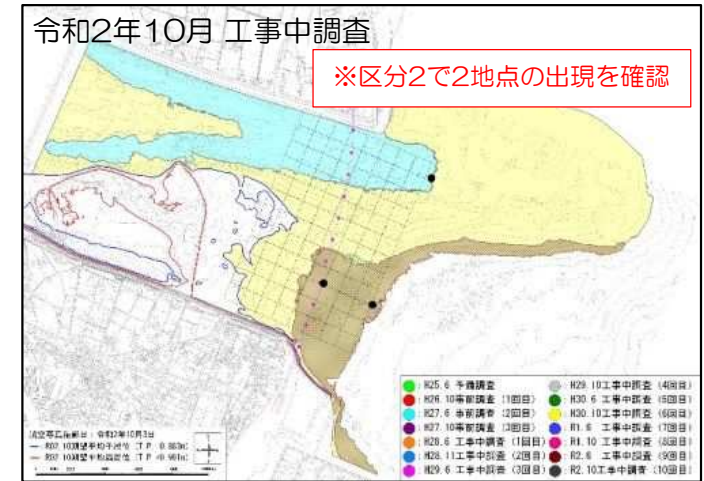 令和2年10月 工事中調査
※区分2で2地点の出現を確認
H25.6 予備調査
H26.10事前調査（1回目）
H27.6 事前調査（2回目）
H27.10事前調査（3回目）
H28.6 工事中調査（1回目）
H28.11工事中調査（2回目）
H29.6 工事中調査（3回目）
H29.10工事中調査（4回目）
H30.6 工事中調査（5回目）
H30.10工事中調査（6回目）
R1.6 工事中調査（7回目）
R1.10 工事中調査（8回目）
R2.6 工事中調査（9回目）
R2.10工事中調査（10回目）